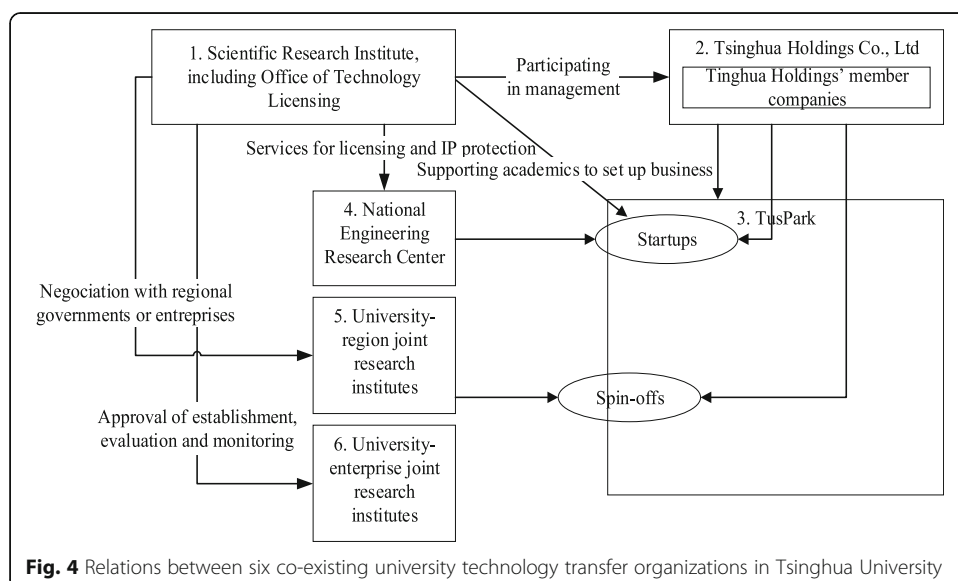 1. Scientific Research Institute,
including Office of Technology
Licensing
Participating
in management
2. Tsinghua Holdings Co., Ltd
Tinghua Holdings' member
companies
Services for licensing and IP protection
Supporting academics to set up business
4. National
Engineering
Research Center
3. TusPark
Startups
Negociation with regional
governments or entreprises
5. University-
region joint
research
institutes
Spin-offs
Approval of establishment,
evaluation and monitoring
6. University-
enterprise joint
research
institutes
Fig. 4 Relations between six co-existing university technology transfer organizations in Tsinghua University